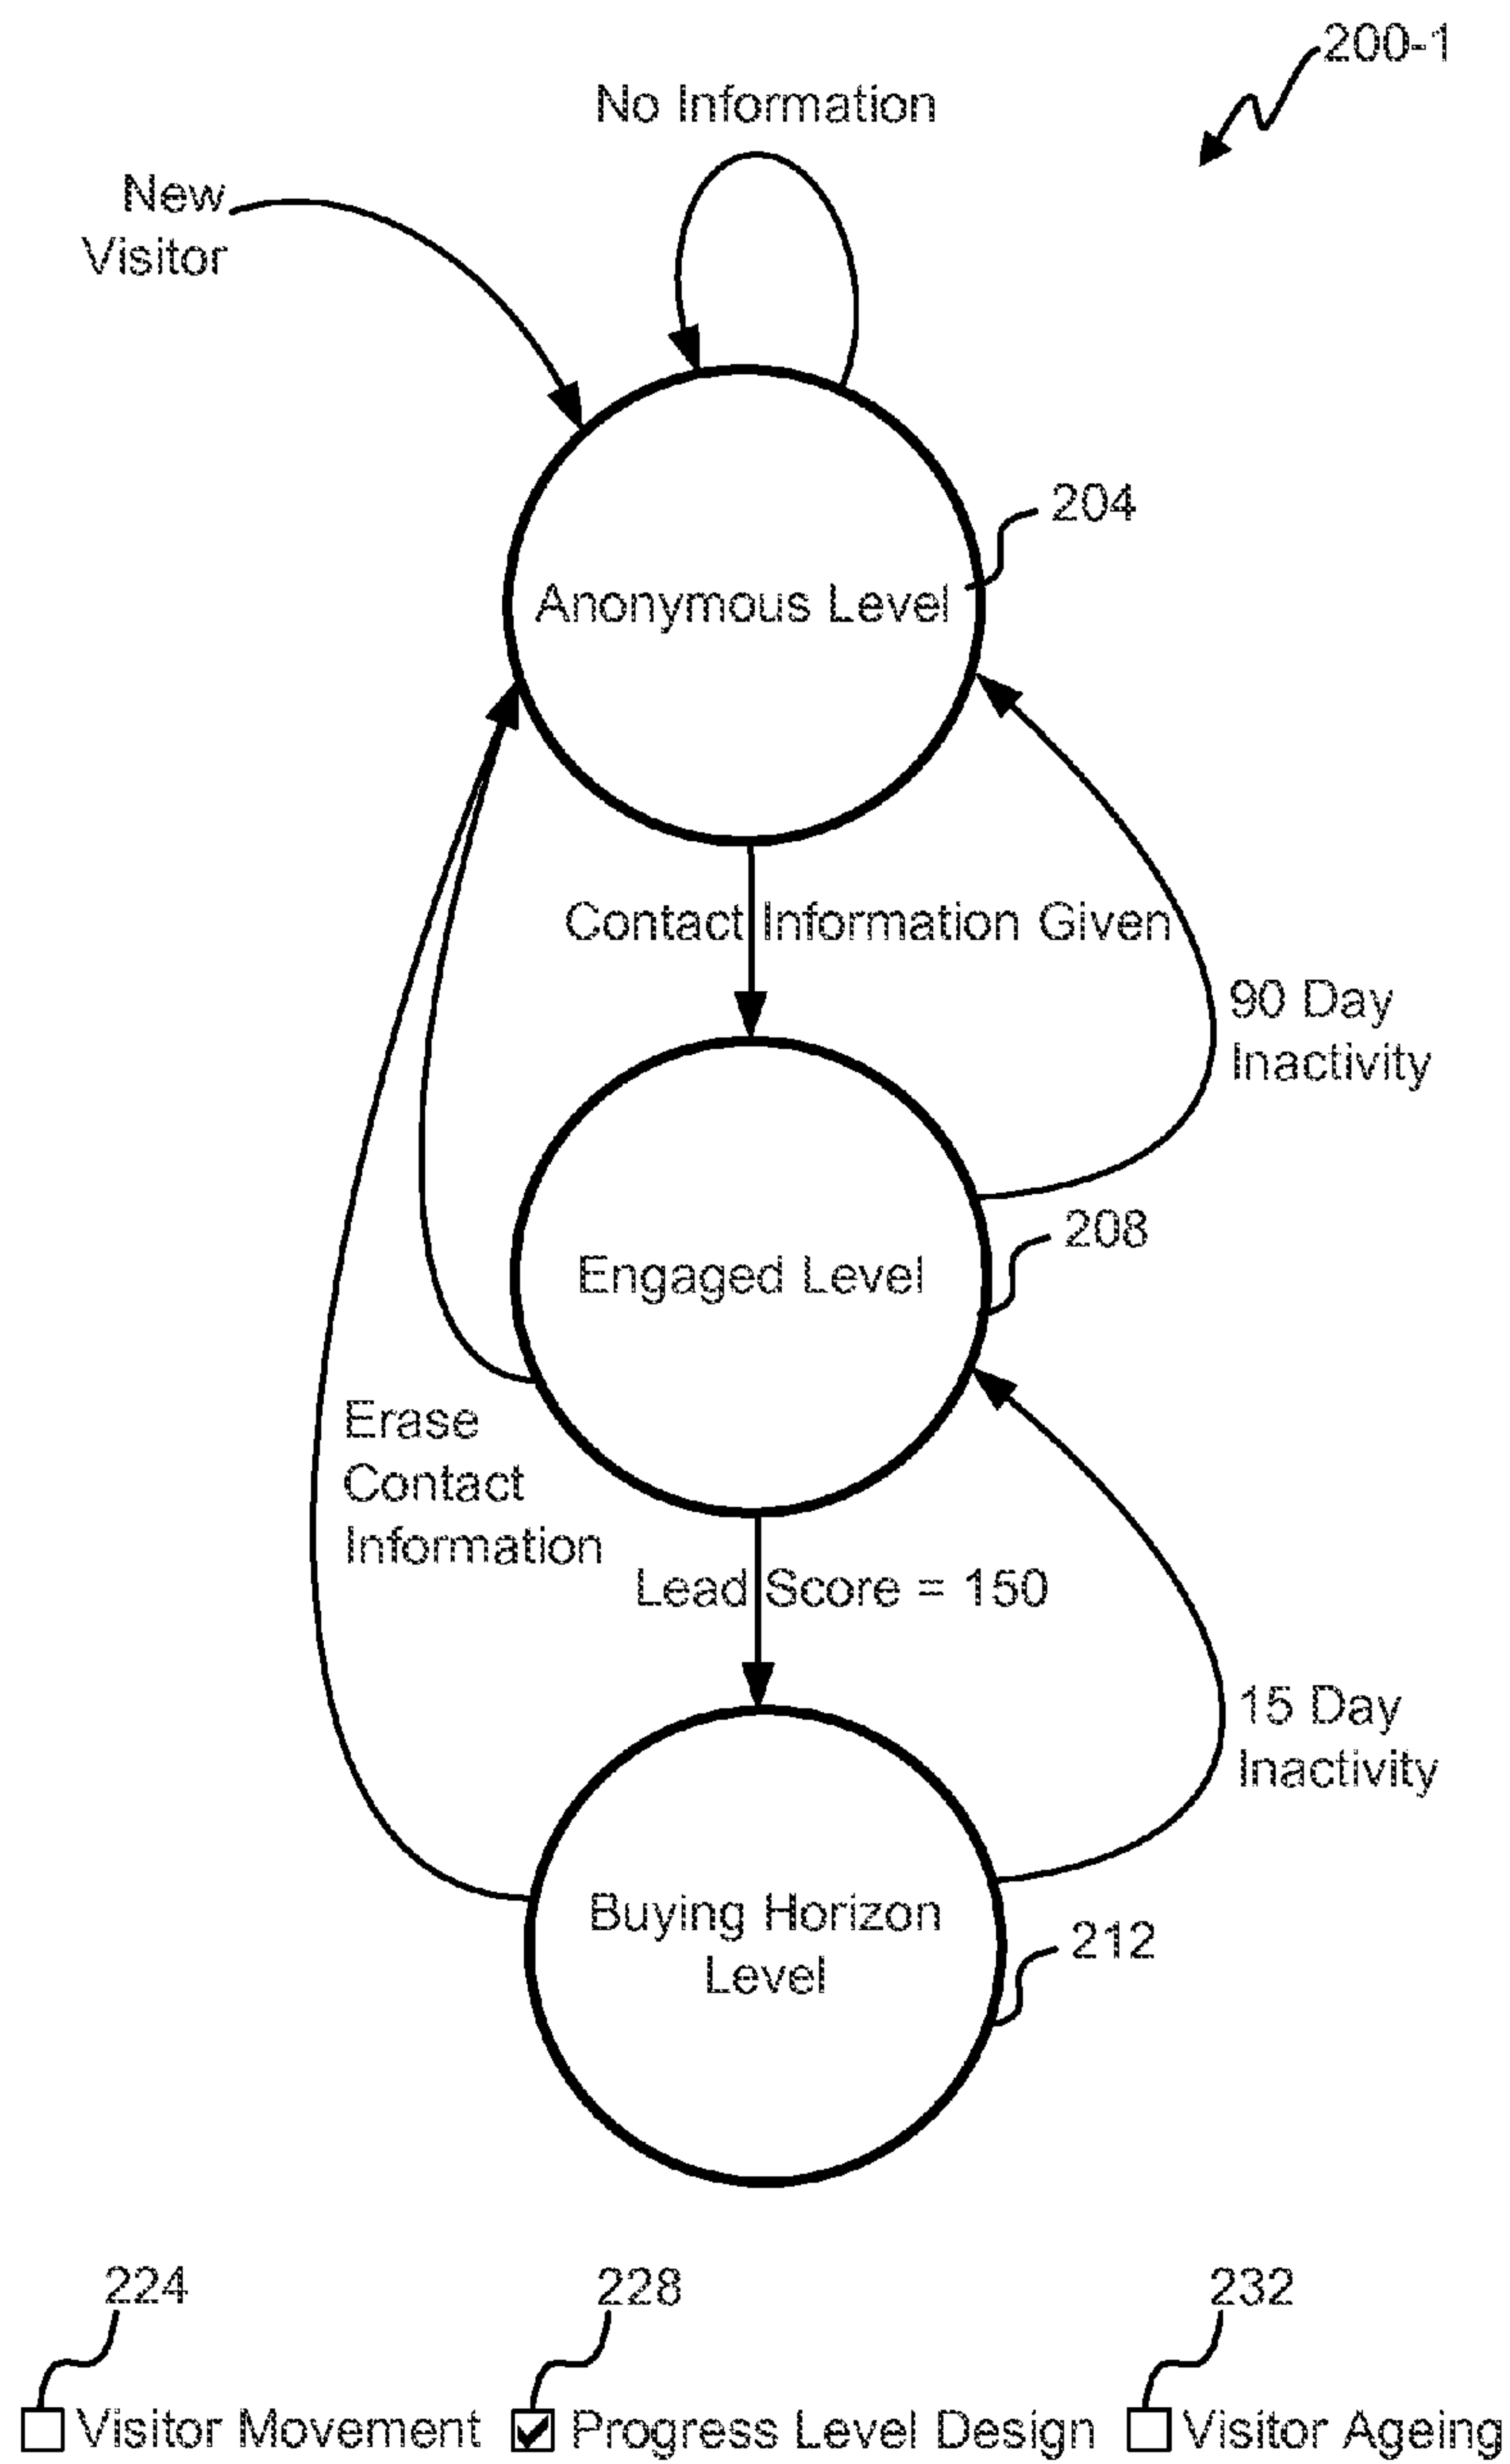 200-1
No Information
New
Visitor
204
Anonymous Level
Contact Information Given
90 Day
Inactivity
208
Engaged Level
Erase
Contact
Information
Lead Score = 150
15 Day
Inactivity
Buying Horizon
Level
212
224
228
232
Visitor Movement
Progress Level Design
Visitor Ageing